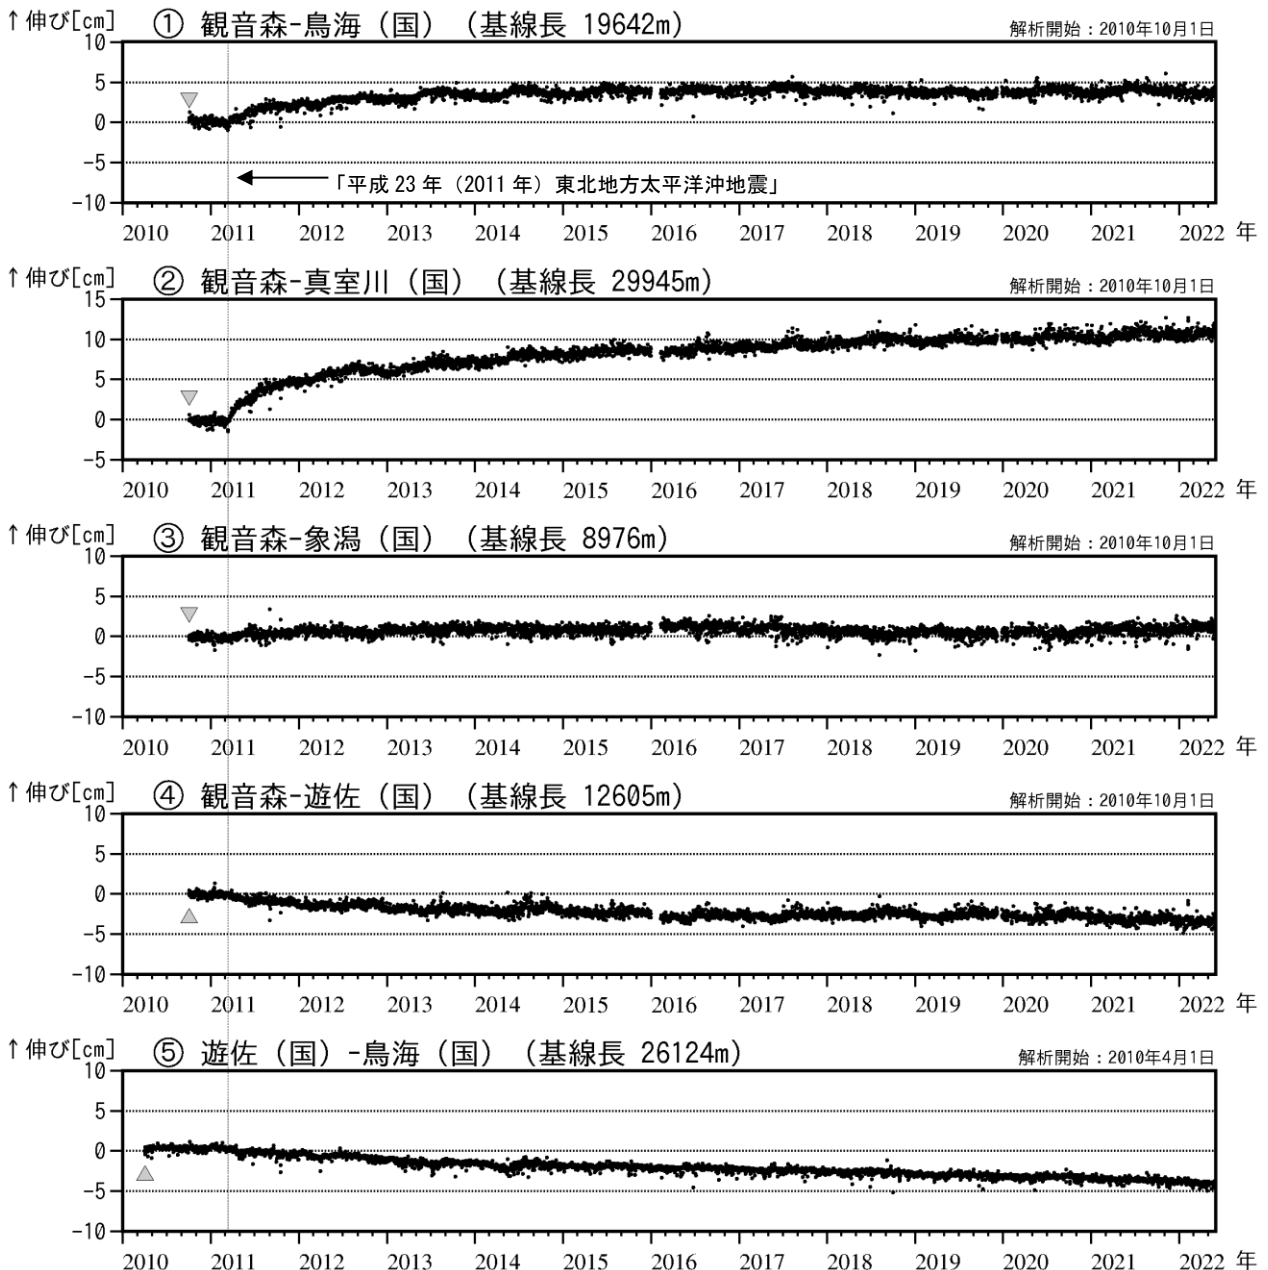 ↑伸び[cm] ① 観音森-鳥海（国）（基線長 19642m） 解析開始：2010年10月1日
10
5
0
-5
「平成 23 年（2011 年）東北地方太平洋沖地震」
-10
2010 2011 2012 2013 2014 2015 2016 2017 2018 2019 2020 2021 2022 年
↑伸び[cm] ② 観音森-真室川（国）（基線長 29945m） 解析開始：2010年10月1日
15
10
5
0
-5
2010 2011 2012 2013 2014 2015 2016 2017 2018 2019 2020 2021 2022 年
↑伸び[cm] ③ 観音森-象潟（国）（基線長 8976m） 解析開始：2010年10月1日
10
5
0
-5
-10
2010 2011 2012 2013 2014 2015 2016 2017 2018 2019 2020 2021 2022 年
↑伸び[cm] ④ 観音森-遊佐（国）（基線長 12605m） 解析開始：2010年10月1日
10
5
0
-5
-10
2010 2011 2012 2013 2014 2015 2016 2017 2018 2019 2020 2021 2022 年
↑伸び[cm] ⑤ 遊佐（国）-鳥海（国）（基線長 26124m） 解析開始：2010年4月1日
10
5
0
-5
-10
2010 2011 2012 2013 2014 2015 2016 2017 2018 2019 2020 2021 2022 年